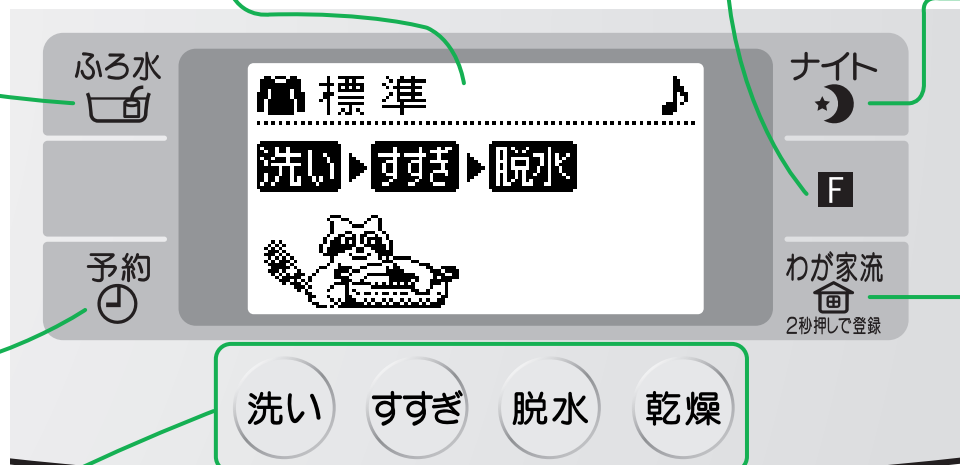 ふろ水
標準
ナイト
洗い すすぎ 脱水
F
予約
わが家流
2秒押しで登録
洗い すすぎ 脱水 乾燥